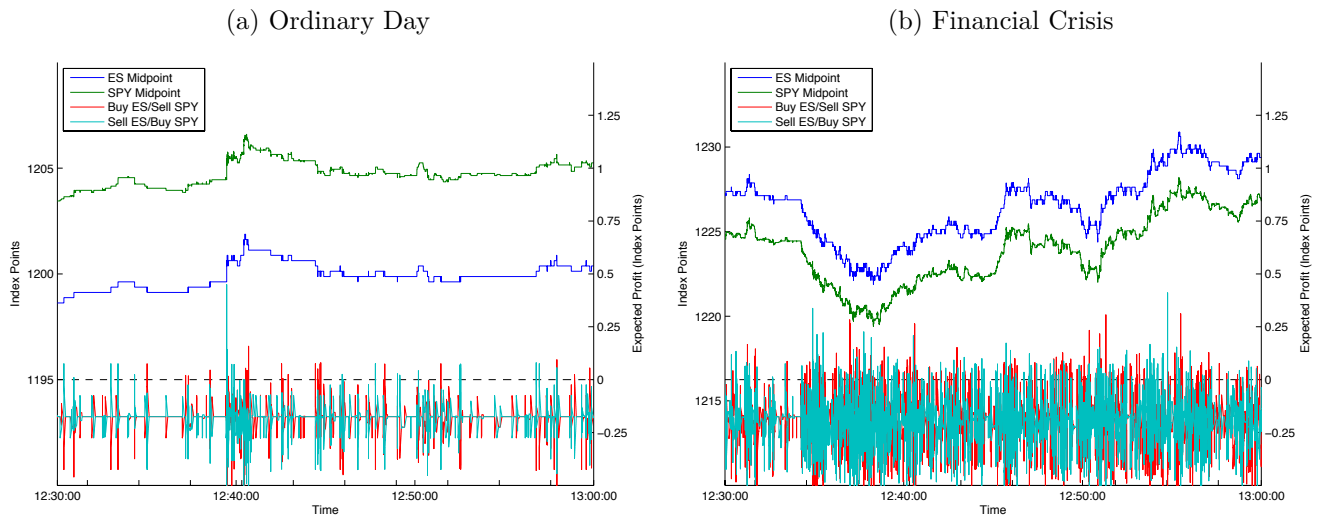 (a) Ordinary Day
ES Midpoint
SPY Midpoint
Buy ES/Sell SPY
Sell ES/Buy SPY
1205
1200
1195
Index Points
1.25
1
0.75
0.5
0.25
0
−0.25
Expected Profit (Index Points)
12:30:00
12:40:00
12:50:00
13:00:00
Time
(b) Financial Crisis
ES Midpoint
SPY Midpoint
Buy ES/Sell SPY
Sell ES/Buy SPY
1230
1225
1220
1215
Index Points
1.25
1
0.75
0.5
0.25
0
−0.25
Expected Profit (Index Points)
12:30:00
12:40:00
12:50:00
13:00:00
Time